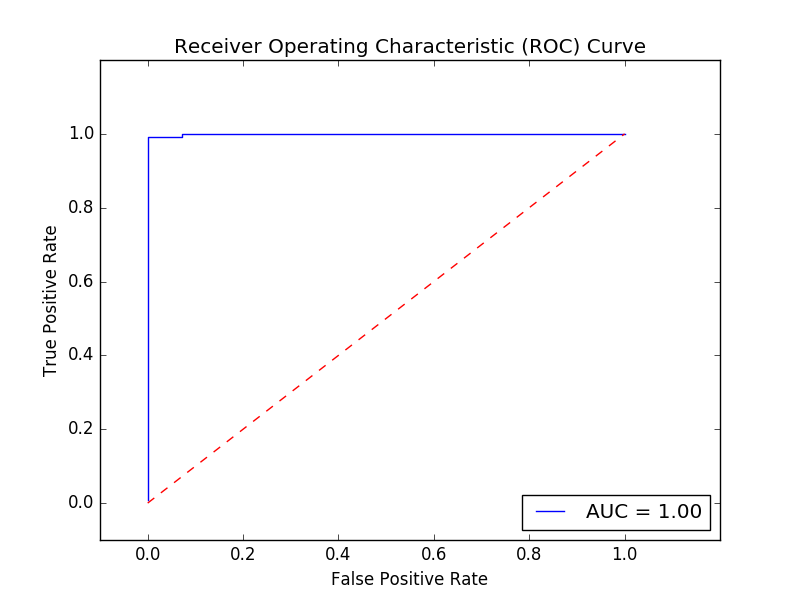 Receiver Operating Characteristic (ROC) Curve
1.0
0.8
0.6
0.4
0.2
0.0
True Positive Rate
AUC = 1.00
0.0 0.2 0.4 0.6 0.8 1.0
False Positive Rate